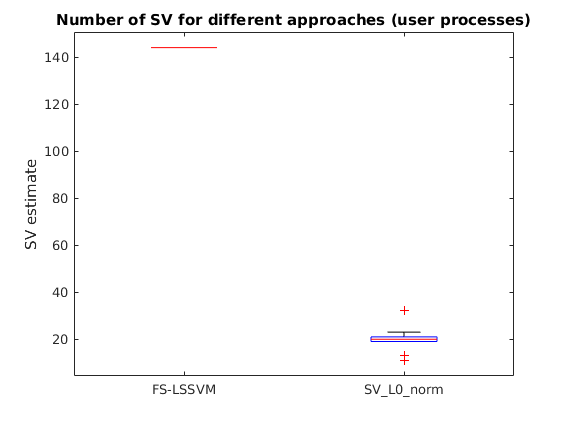 Number of SV for different approaches (user processes)
SV estimate
140
120
100
80
60
40
20
FS-LSSVM
SV_L0_norm